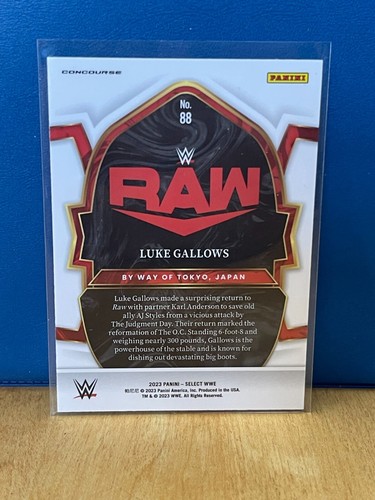 CONCOURSE
PANINI
No.
88
W
RAW
LUKE GALLOWS
BY WAY OF TOKYO, JAPAN
Luke Gallows made a surprising return to
Raw with partner Karl Anderson to save old
ally AJ Styles from a vicious attack by
The Judgment Day. Their return marked the
reformation of The O.C. Standing 6-foot-8 and
weighing nearly 300 pounds, Gallows is the
powerhouse of the stable and is known for
dishing out devastating big boots.
W
2023 PANINI – SELECT WWE
帕尼尼 © 2023 Panini America, Inc. Produced in the USA.
TM & © 2023 WWE. All Rights Reserved.